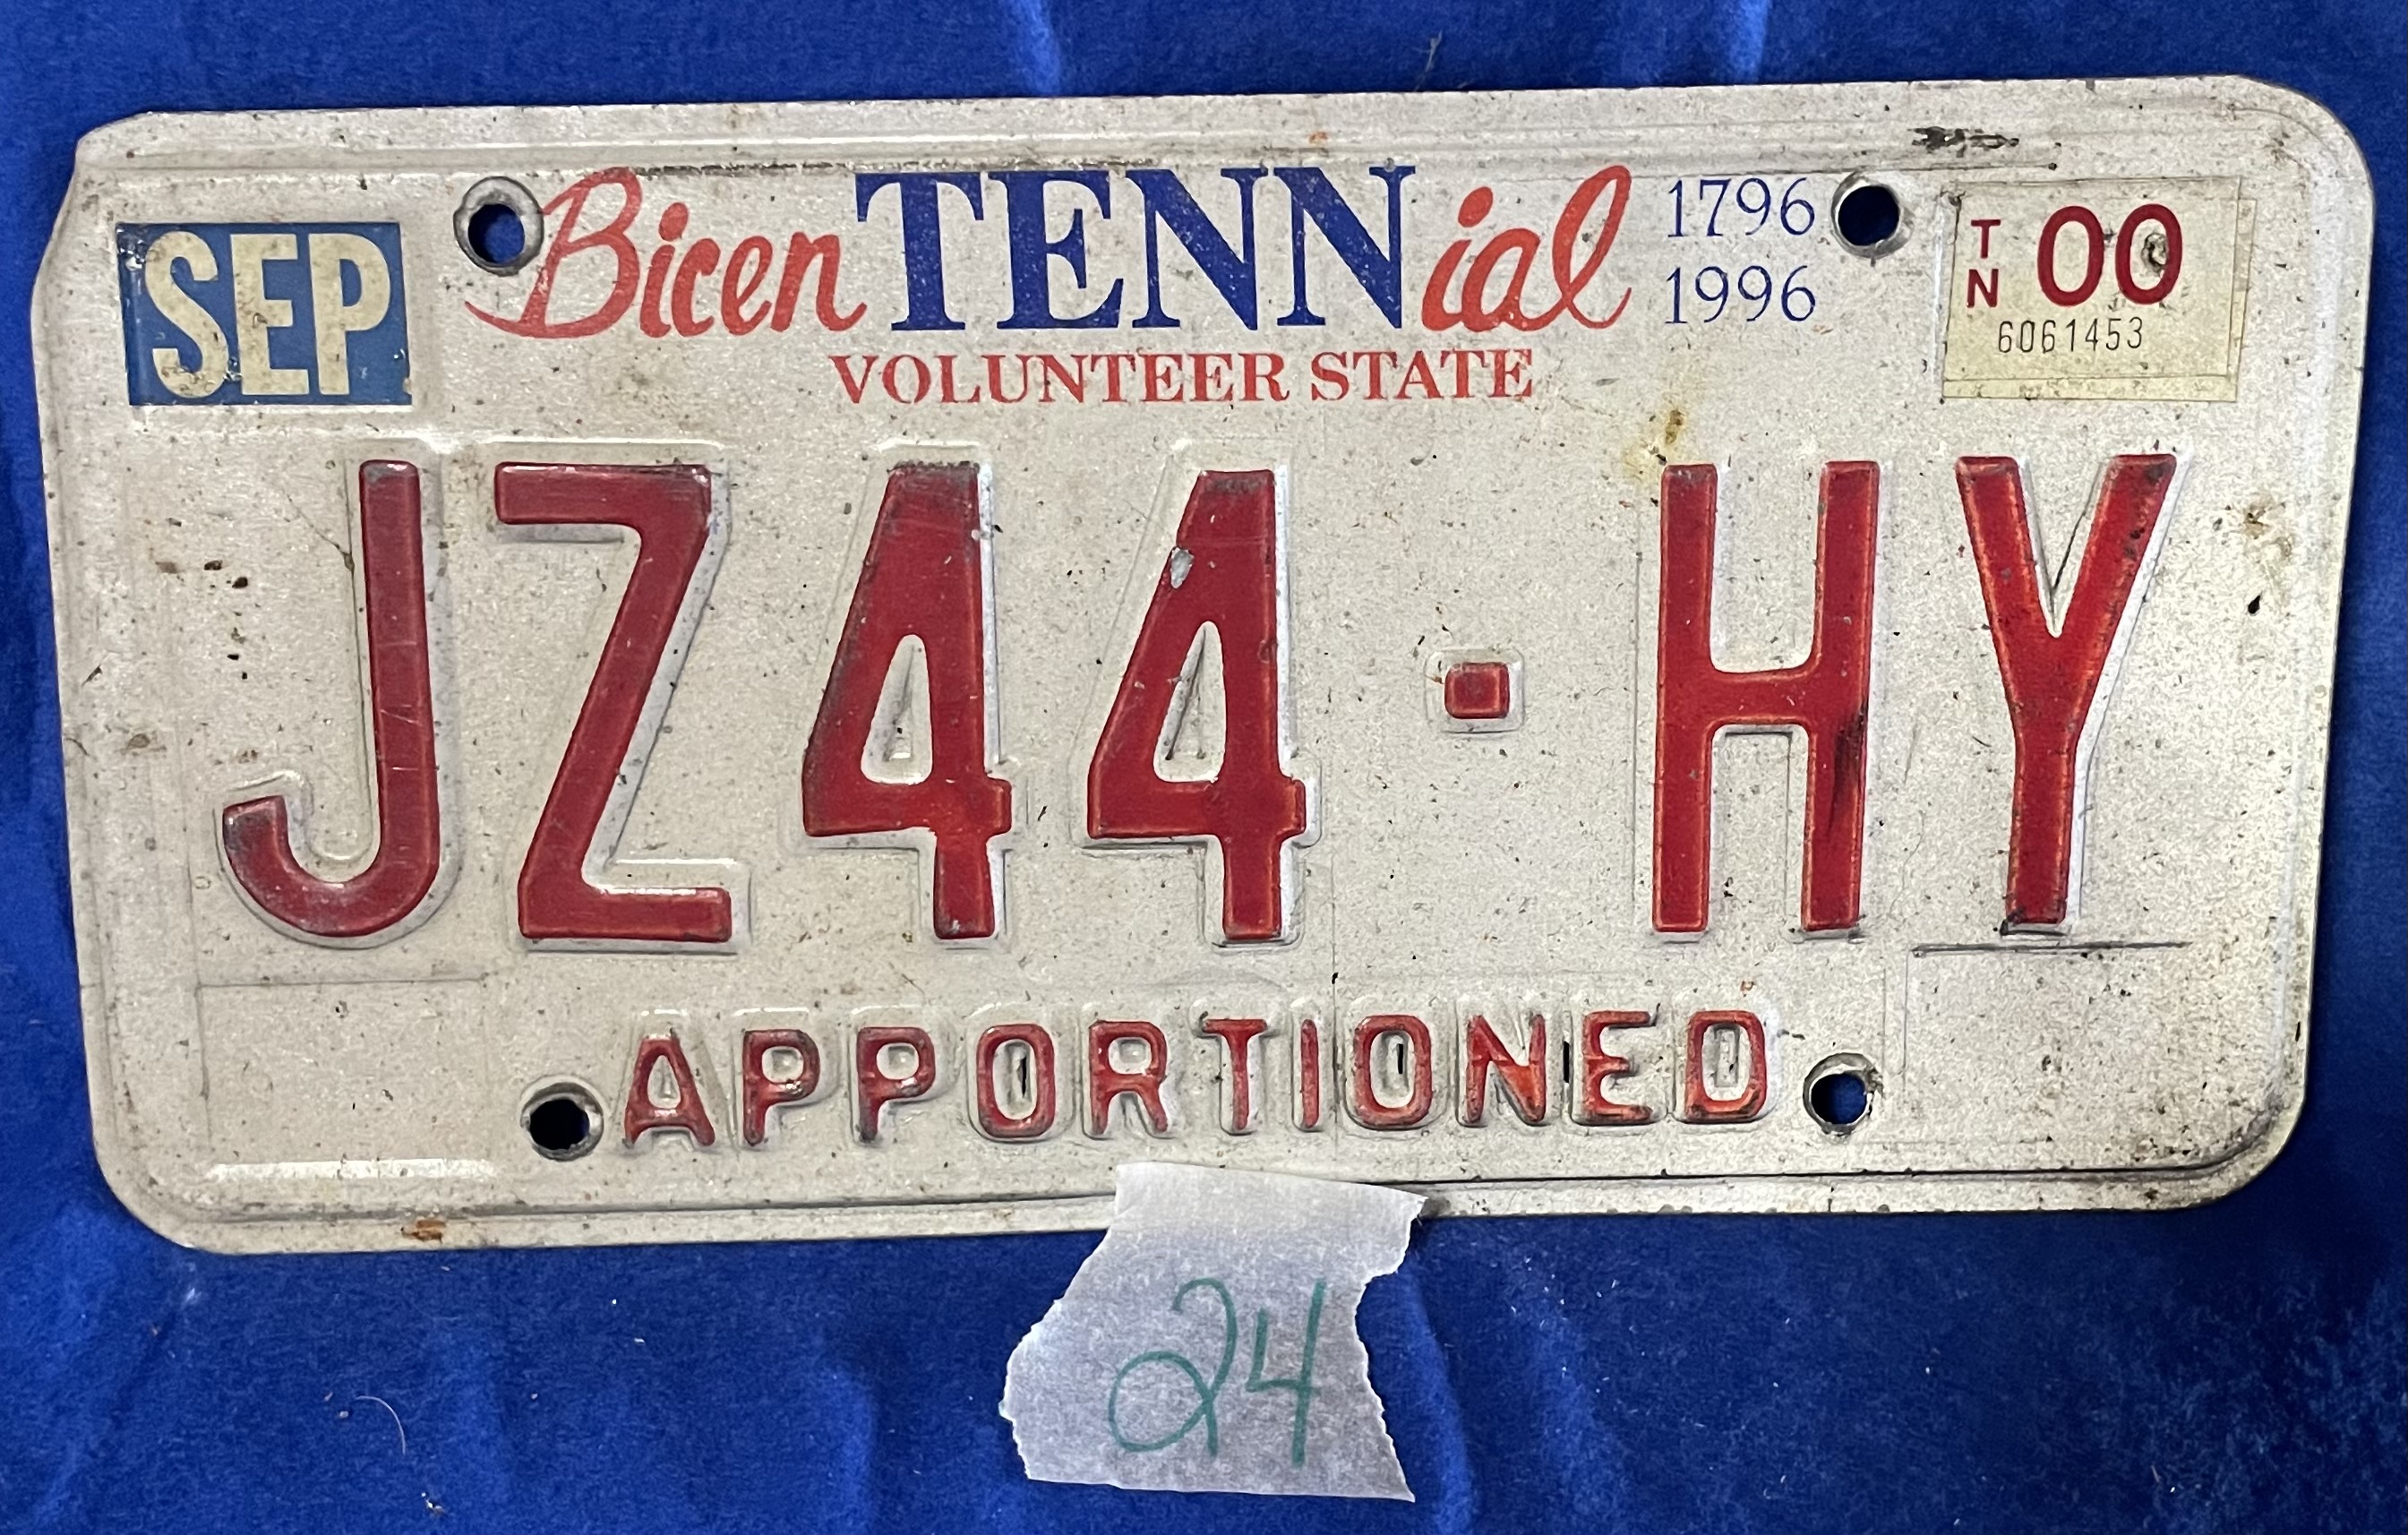 SEP
BicenTENNial 1796
1996
TN 00
6061453
VOLUNTEER STATE
JZ44·HY
APPORTIONED
24